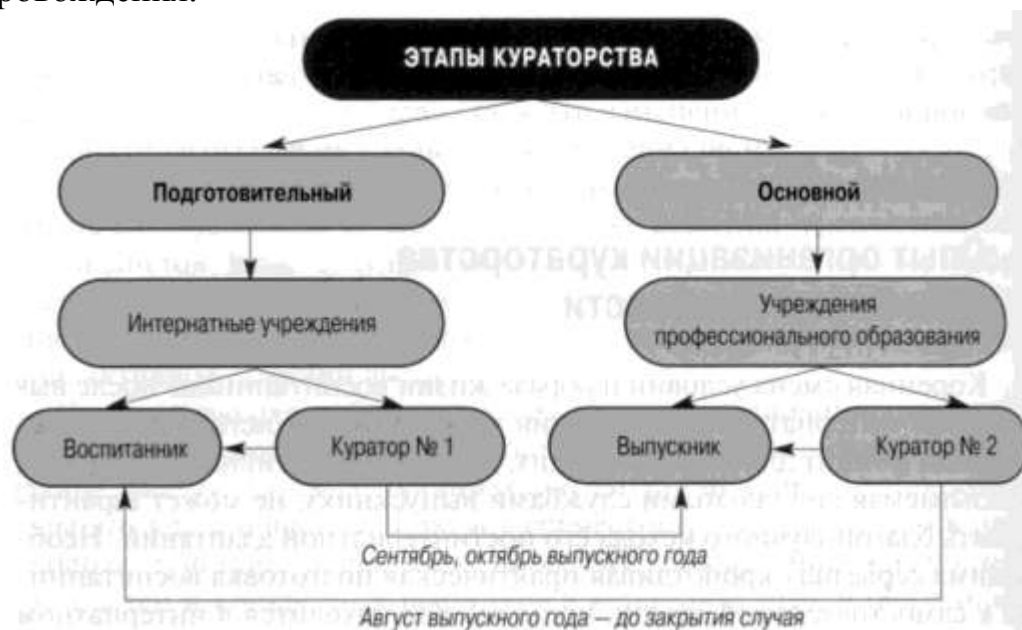 ЭТАПЫ КУРАТОРСТВА
Подготовительный
Основной
Интернатные учреждения
Учреждения
профессионального образования
Воспитанник
Куратор № 1
Выпускник
Куратор № 2
Сентябрь, октябрь выпускного года
Август выпускного года — до закрытия случая